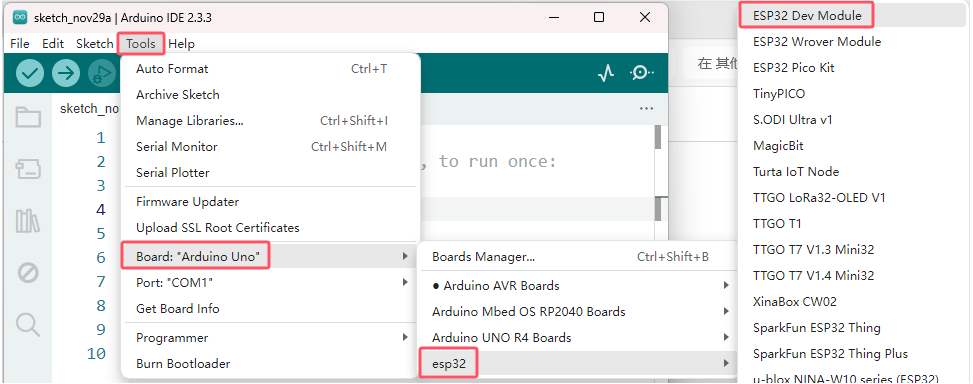 sketch_nov29a | Arduino IDE 2.3.3
File Edit Sketch Tools Help
sketch_nov
1
2
3
4
5
6
7
8
9
10
, to run once:
Auto Format Ctrl+T
Archive Sketch
Manage Libraries... Ctrl+Shift+I
Serial Monitor Ctrl+Shift+M
Serial Plotter
Firmware Updater
Upload SSL Root Certificates
Board: "Arduino Uno"
Port: "COM1"
Get Board Info
Programmer
Burn Bootloader
Boards Manager... Ctrl+Shift+B
● Arduino AVR Boards
Arduino Mbed OS RP2040 Boards
Arduino UNO R4 Boards
esp32
在 其他
ESP32 Dev Module
ESP32 Wrover Module
ESP32 Pico Kit
TinyPICO
S.ODI Ultra v1
MagicBit
Turta IoT Node
TTGO LoRa32-OLED V1
TTGO T1
TTGO T7 V1.3 Mini32
TTGO T7 V1.4 Mini32
XinaBox CW02
SparkFun ESP32 Thing
SparkFun ESP32 Thing Plus
u-blox NINA-W10 series (ESP32)